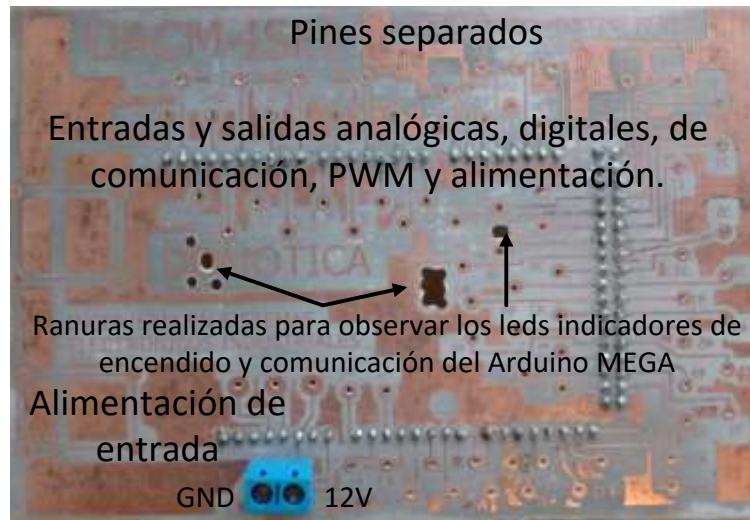 Pines separados
Entradas y salidas analógicas, digitales, de
comunicación, PWM y alimentación.
Ranuras realizadas para observar los leds indicadores de
encendido y comunicación del Arduino MEGA
Alimentación de
entrada
GND
12V